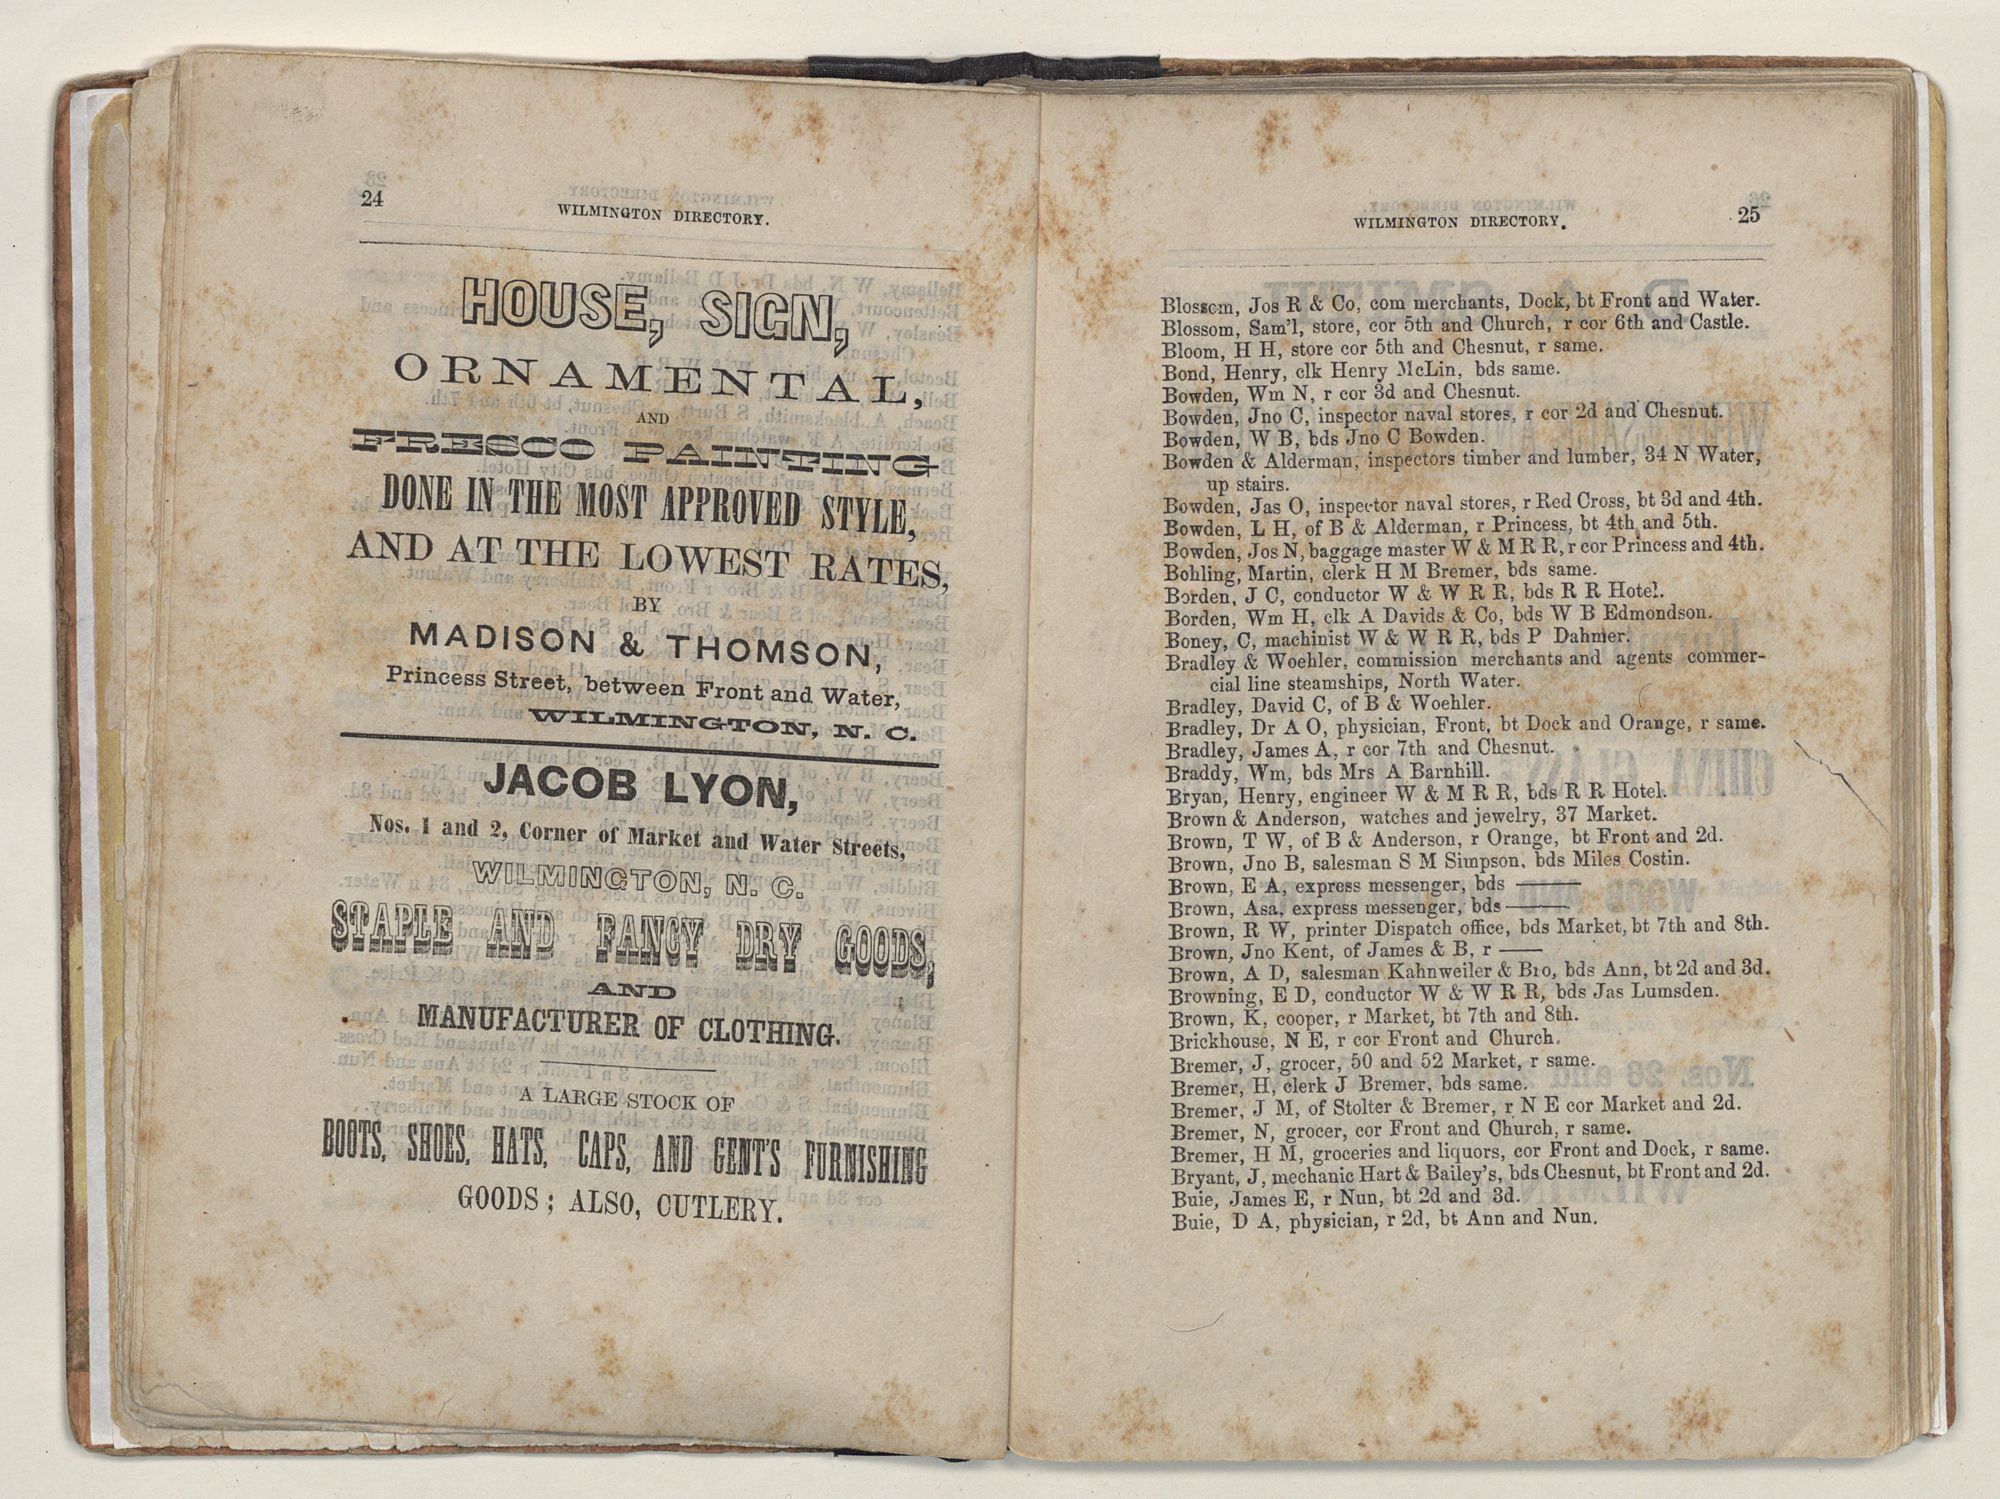 24
WILMINGTON DIRECTORY.
HOUSE, SIGN,
ORNAMENTAL,
AND
FRESCO PAINTING
DONE IN THE MOST APPROVED STYLE,
AND AT THE LOWEST RATES,
BY
MADISON & THOMSON,
Princess Street, between Front and Water,
WILMINGTON, N. C.
JACOB LYON,
Nos. 1 and 2, Corner of Market and Water Streets,
WILMINGTON, N. C.
STAPLE AND FANCY DRY GOODS,
AND
MANUFACTURER OF CLOTHING.
A LARGE STOCK OF
BOOTS, SHOES, HATS, CAPS, AND GENT'S FURNISHING
GOODS; ALSO, CUTLERY.
WILMINGTON DIRECTORY.
25
Blossom, Jos R & Co, com merchants, Dock, bt Front and Water.
Blossom, Sam'l, store, cor 5th and Church, r cor 6th and Castle.
Bloom, H H, store cor 5th and Chesnut, r same.
Bond, Henry, clk Henry McLin, bds same.
Bowden, Wm N, r cor 3d and Chesnut.
Bowden, Jno C, inspector naval stores, r cor 2d and Chesnut.
Bowden, W B, bds Jno C Bowden.
Bowden & Alderman, inspectors timber and lumber, 34 N Water,
up stairs.
Bowden, Jas O, inspector naval stores, r Red Cross, bt 3d and 4th.
Bowden, L H, of B & Alderman, r Princess, bt 4th and 5th.
Bowden, Jos N, baggage master W & M R R, r cor Princess and 4th.
Bohling, Martin, clerk H M Bremer, bds same.
Borden, J C, conductor W & W R R, bds R R Hotel.
Borden, Wm H, clk A Davids & Co, bds W B Edmondson.
Boney, C, machinist W & W R R, bds P Dahmer.
Bradley & Woehler, commission merchants and agents commer-
cial line steamships, North Water.
Bradley, David C, of B & Woehler.
Bradley, Dr A O, physician, Front, bt Dock and Orange, r same.
Bradley, James A, r cor 7th and Chesnut.
Braddy, Wm, bds Mrs A Barnhill.
Bryan, Henry, engineer W & M R R, bds R R Hotel.
Brown & Anderson, watches and jewelry, 37 Market.
Brown, T W, of B & Anderson, r Orange, bt Front and 2d.
Brown, Jno B, salesman S M Simpson, bds Miles Costin.
Brown, E A, express messenger, bds ———
Brown, Asa, express messenger, bds ———
Brown, R W, printer Dispatch office, bds Market, bt 7th and 8th.
Brown, Jno Kent, of James & B, r ——
Brown, A D, salesman Kahnweiler & Bro, bds Ann, bt 2d and 3d.
Browning, E D, conductor W & W R R, bds Jas Lumsden.
Brown, K, cooper, r Market, bt 7th and 8th.
Brickhouse, N E, r cor Front and Church.
Bremer, J, grocer, 50 and 52 Market, r same.
Bremer, H, clerk J Bremer, bds same.
Bremer, J M, of Stolter & Bremer, r N E cor Market and 2d.
Bremer, N, grocer, cor Front and Church, r same.
Bremer, H M, groceries and liquors, cor Front and Dock, r same.
Bryant, J, mechanic Hart & Bailey's, bds Chesnut, bt Front and 2d.
Buie, James E, r Nun, bt 2d and 3d.
Buie, D A, physician, r 2d, bt Ann and Nun.